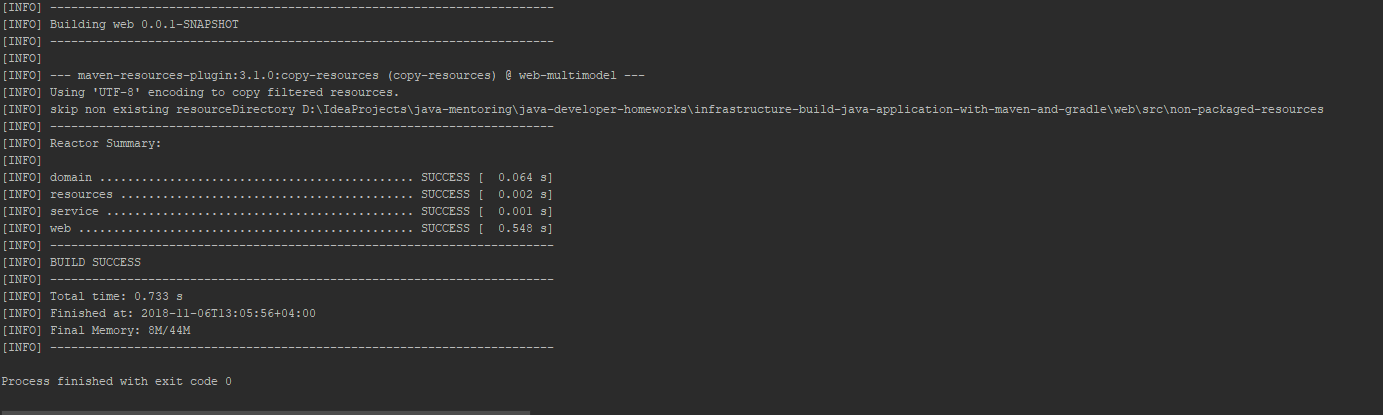 [INFO] ------------------------------------------------------------------------
[INFO] Building web 0.0.1-SNAPSHOT
[INFO] ------------------------------------------------------------------------
[INFO]
[INFO] --- maven-resources-plugin:3.1.0:copy-resources (copy-resources) @ web-multimodel ---
[INFO] Using 'UTF-8' encoding to copy filtered resources.
[INFO] skip non existing resourceDirectory D:\IdeaProjects\java-mentoring\java-developer-homeworks\infrastructure-build-java-application-with-maven-and-gradle\web\src\non-packaged-resources
[INFO] ------------------------------------------------------------------------
[INFO] Reactor Summary:
[INFO]
[INFO] domain ............................................. SUCCESS [  0.064 s]
[INFO] resources .......................................... SUCCESS [  0.002 s]
[INFO] service ............................................ SUCCESS [  0.001 s]
[INFO] web ................................................ SUCCESS [  0.548 s]
[INFO] ------------------------------------------------------------------------
[INFO] BUILD SUCCESS
[INFO] ------------------------------------------------------------------------
[INFO] Total time: 0.733 s
[INFO] Finished at: 2018-11-06T13:05:56+04:00
[INFO] Final Memory: 8M/44M
[INFO] ------------------------------------------------------------------------
Process finished with exit code 0